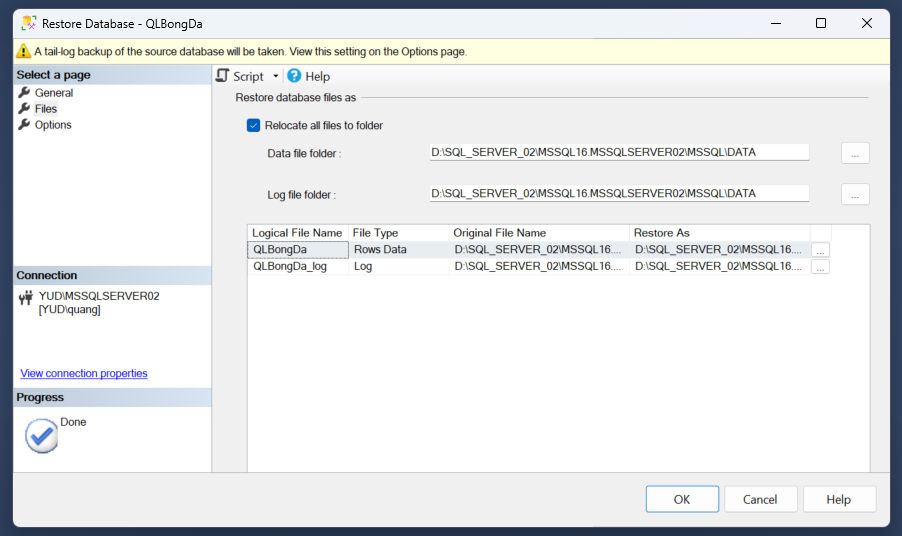 Restore Database - QLBongDa
A tail-log backup of the source database will be taken. View this setting on the Options page.
Select a page
General
Files
Options
Connection
YUD\MSSQLSERVER02
[YUD\quang]
View connection properties
Progress
Done
Script Help
Restore database files as
Relocate all files to folder
Data file folder : D:\SQL_SERVER_02\MSSQL16.MSSQLSERVER02\MSSQL\DATA ...
Log file folder : D:\SQL_SERVER_02\MSSQL16.MSSQLSERVER02\MSSQL\DATA ...
Logical File Name File Type Original File Name Restore As
QLBongDa Rows Data D:\SQL_SERVER_02\MSSQL16.... D:\SQL_SERVER_02\MSSQL16.... ...
QLBongDa_log Log D:\SQL_SERVER_02\MSSQL16.... D:\SQL_SERVER_02\MSSQL16.... ...
OK Cancel Help